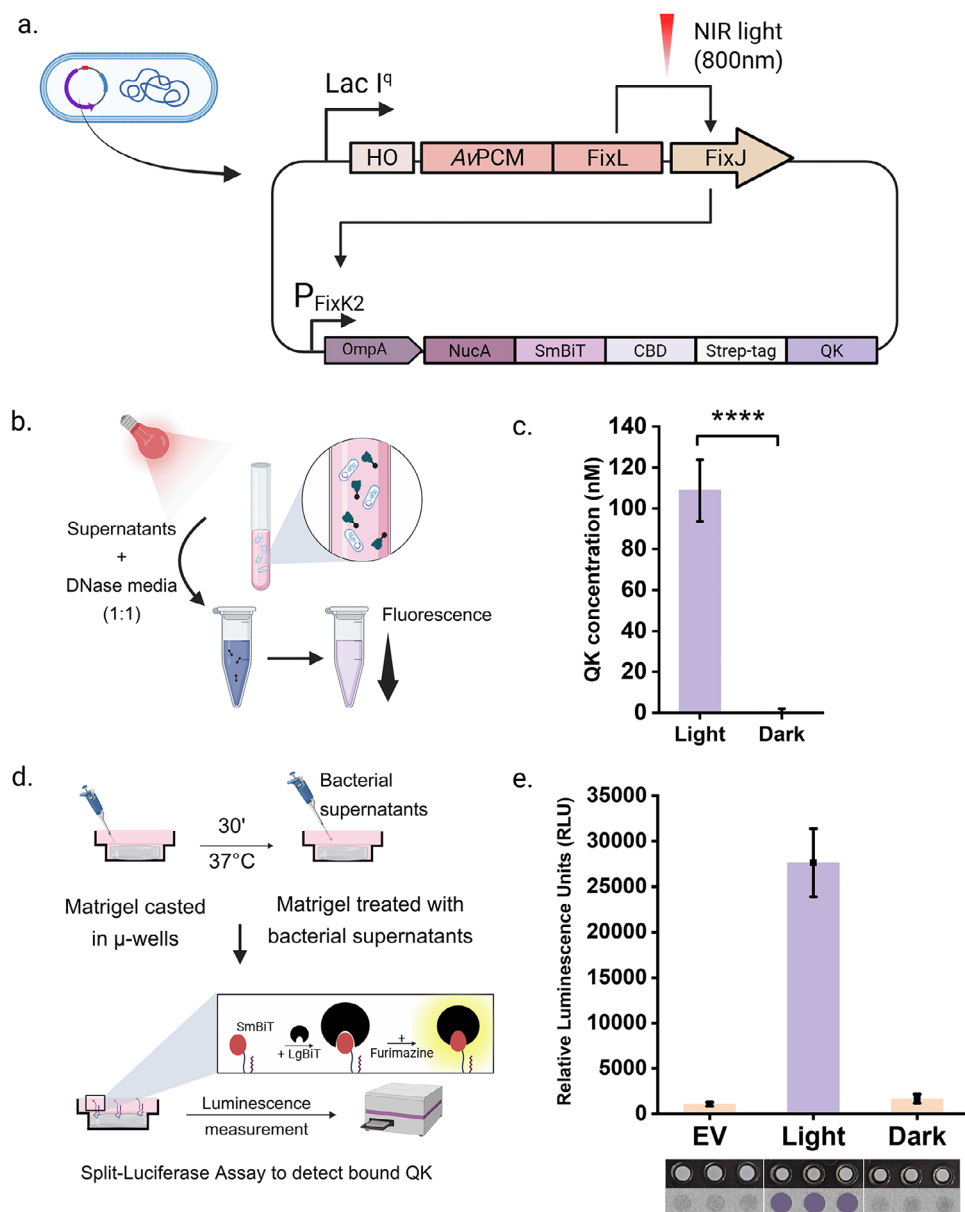 a.
NIR light
(800nm)
Lac I^q
HO AvPCM FixL FixJ
P_FixK2
OmpA NucA SmBiT CBD Strep-tag QK
b.
Supernatants
+
DNase media
(1:1)
Fluorescence
c.
****
QK concentration (nM)
140
120
100
80
60
40
20
0
Light Dark
d.
30'
37°C
Bacterial
supernatants
Matrigel casted
in µ-wells
Matrigel treated with
bacterial supernatants
SmBiT
+ LgBiT
+
Furimazine
Luminescence
measurement
Split-Luciferase Assay to detect bound QK
e.
Relative Luminescence Units (RLU)
35000
30000
25000
20000
15000
10000
5000
0
EV Light Dark